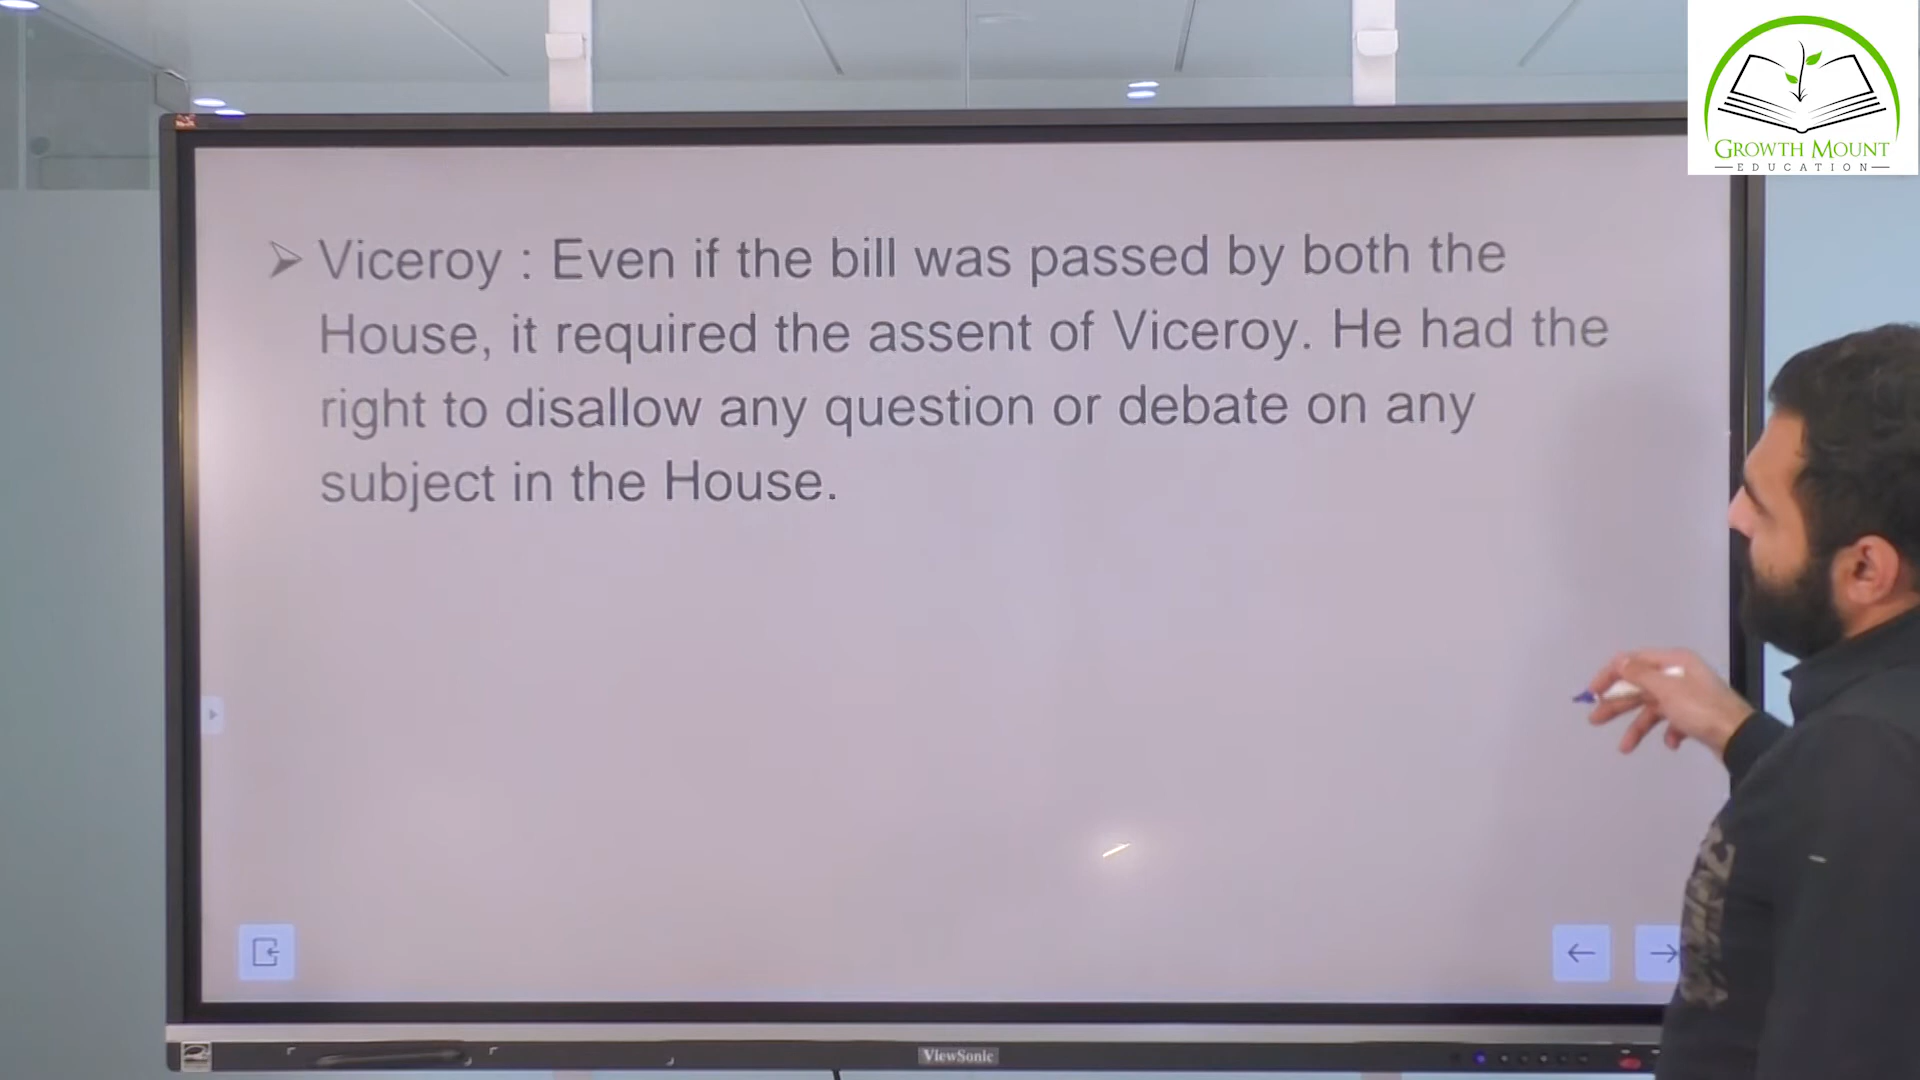 GROWTH MOUNT
EDUCATION
Viceroy : Even if the bill was passed by both the
House, it required the assent of Viceroy. He had the
right to disallow any question or debate on any
subject in the House.
ViewSonic